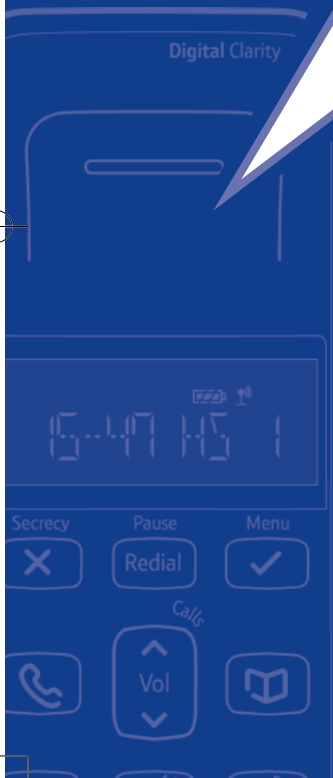 Digital Clarity
15-47 HS 1
Secrecy Pause Menu
Redial
Calls
Vol